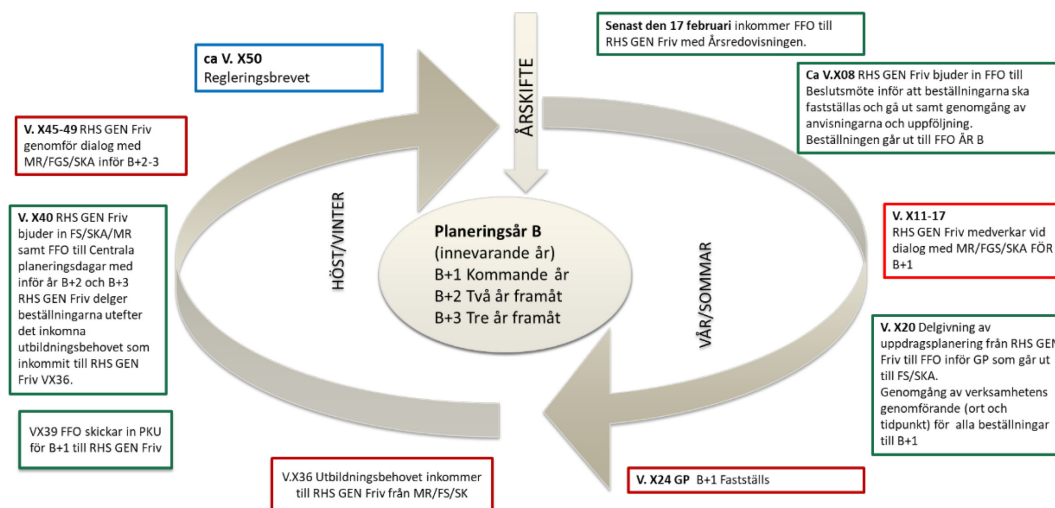 Senast den 17 februari inkommer FFO till
RHS GEN Friv med Årsredovisningen.
Ca V.X08 RHS GEN Friv bjuder in FFO till
Beslutsmöte inför att beställningarna ska
fastställas och gå ut samt genomgång av
anvisningarna och uppföljning.
Beställningen går ut till FFO ÅR B
V. X11-17
RHS GEN Friv medverkar vid
dialog med MR/FGS/SKA FÖR
B+1
V. X20 Delgivning av
uppdragsplanering från RHS GEN
Friv till FFO inför GP som går ut
till FS/SKA.
Genomgång av verksamhetens
genomförande (ort och
tidpunkt) för alla beställningar
till B+1
V. X24 GP B+1 Fastställs
V.X36 Utbildningsbehovet inkommer
till RHS GEN Friv från MR/FS/SK
VX39 FFO skickar in PKU
för B+1 till RHS GEN Friv
V. X40 RHS GEN Friv
bjuder in FS/SKA/MR
samt FFO till Centrala
planeringsdagar med
inför år B+2 och B+3
RHS GEN Friv delger
beställningarna utefter
det inkomna
utbildningsbehovet som
inkommit till RHS GEN
Friv VX36.
V. X45-49 RHS GEN Friv
genomför dialog med
MR/FGS/SKA inför B+2-3
ca V. X50
Regleringsbrevet
ÅRSKIFTE
HÖST/VINTER
VÅR/SOMMAR
Planeringsår B
(innevarande år)
B+1 Kommande år
B+2 Två år framåt
B+3 Tre år framåt